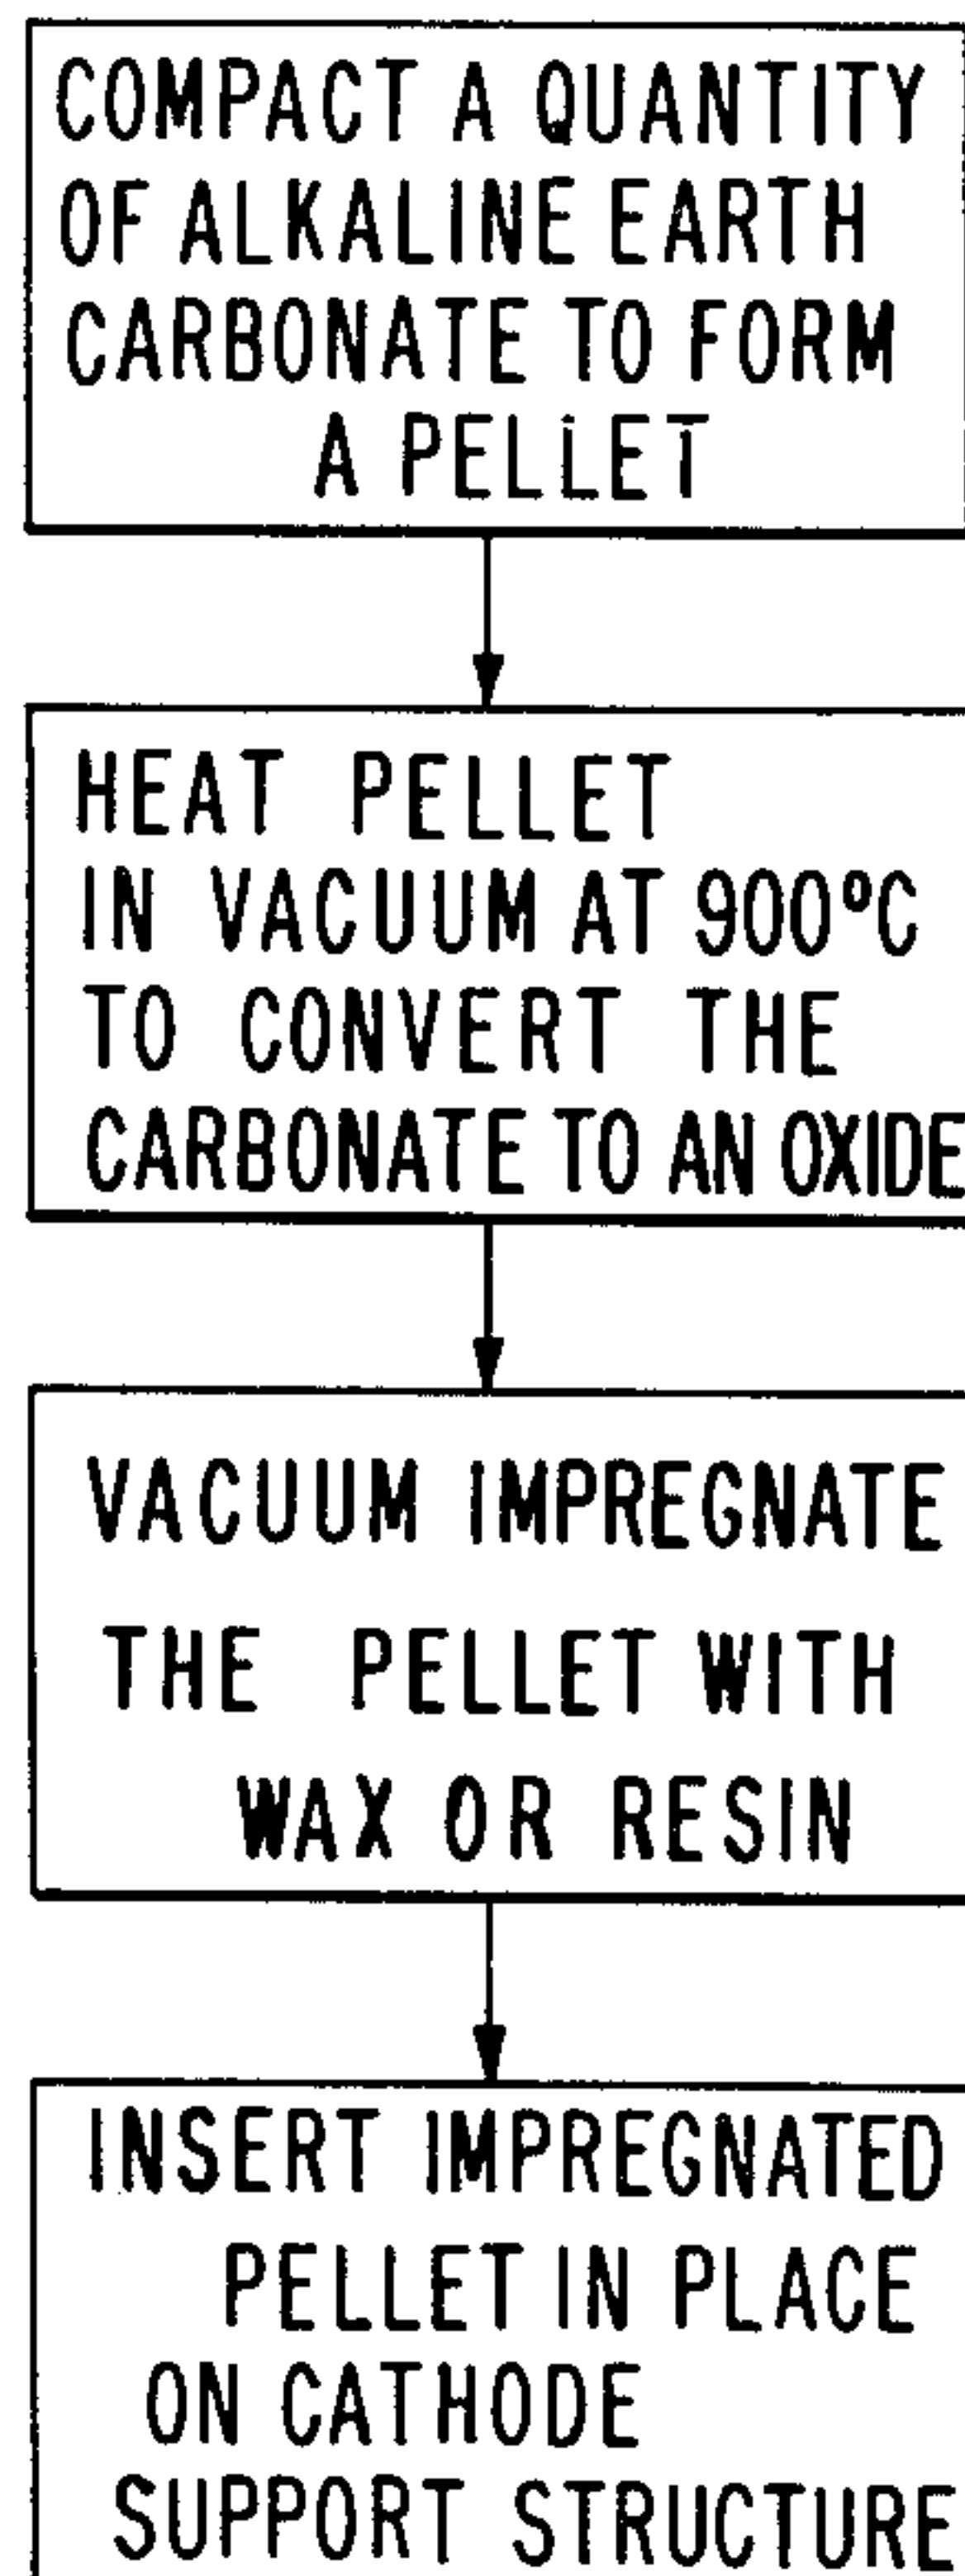 COMPACT A QUANTITY
OF ALKALINE EARTH
CARBONATE TO FORM
A PELLET
HEAT PELLET
IN VACUUM AT 900°C
TO CONVERT THE
CARBONATE TO AN OXIDE
VACUUM IMPREGNATE
THE PELLET WITH
WAX OR RESIN
INSERT IMPREGNATED
PELLET IN PLACE
ON CATHODE
SUPPORT STRUCTURE